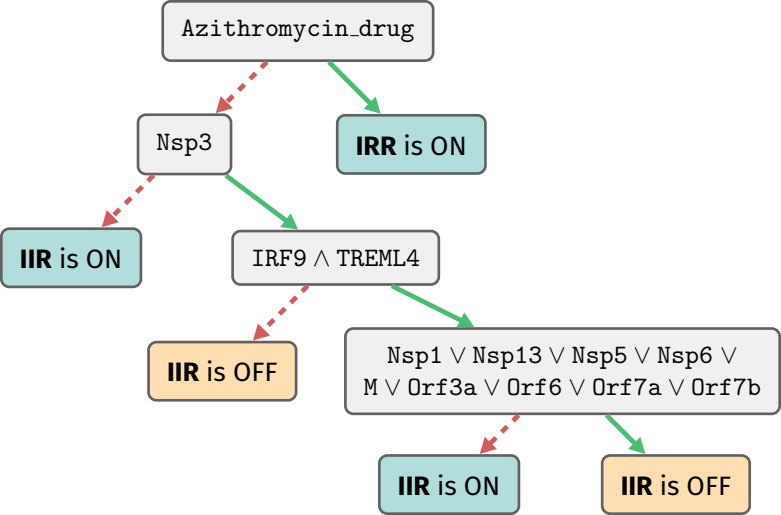 Azithromycin_drug
Nsp3
IRR is ON
IIR is ON
IRF9 ∧ TREML4
IIR is OFF
Nsp1 ∨ Nsp13 ∨ Nsp5 ∨ Nsp6 ∨
M ∨ Orf3a ∨ Orf6 ∨ Orf7a ∨ Orf7b
IIR is ON
IIR is OFF